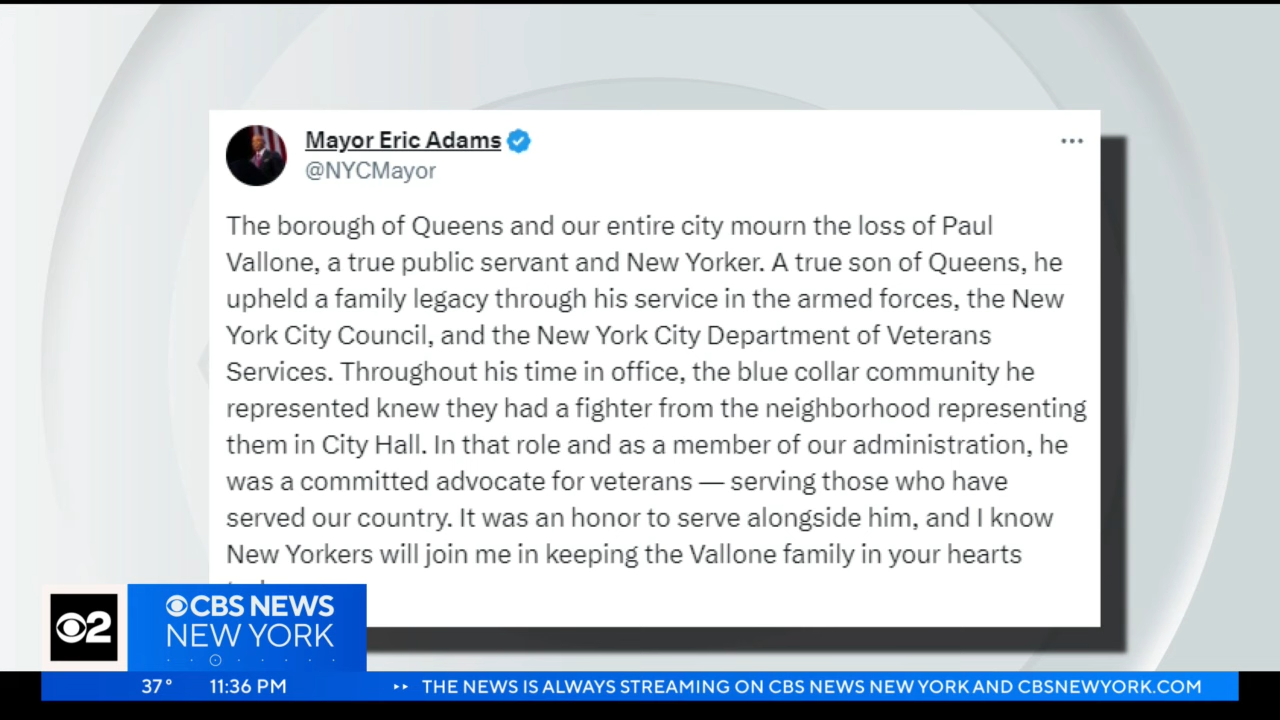 Mayor Eric Adams
@NYCMayor
The borough of Queens and our entire city mourn the loss of Paul
Vallone, a true public servant and New Yorker. A true son of Queens, he
upheld a family legacy through his service in the armed forces, the New
York City Council, and the New York City Department of Veterans
Services. Throughout his time in office, the blue collar community he
represented knew they had a fighter from the neighborhood representing
them in City Hall. In that role and as a member of our administration, he
was a committed advocate for veterans — serving those who have
served our country. It was an honor to serve alongside him, and I know
New Yorkers will join me in keeping the Vallone family in your hearts
2
CBS NEWS
NEW YORK
37° 11:36 PM THE NEWS IS ALWAYS STREAMING ON CBS NEWS NEW YORK AND CBSNEWYORK.COM